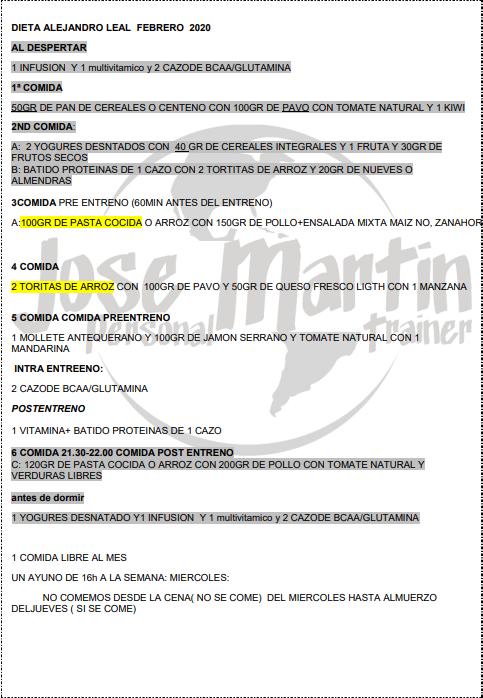 DIETA ALEJANDRO LEAL FEBRERO 2020
AL DESPERTAR
1 INFUSION Y 1 multivitamico y 2 CAZODE BCAA/GLUTAMINA
1ª COMIDA
50GR DE PAN DE CEREALES O CENTENO CON 100GR DE PAVO CON TOMATE NATURAL Y 1 KIWI
2ND COMIDA:
A: 2 YOGURES DESNTADOS CON 40 GR DE CEREALES INTEGRALES Y 1 FRUTA Y 30GR DE
FRUTOS SECOS
B: BATIDO PROTEINAS DE 1 CAZO CON 2 TORTITAS DE ARROZ Y 20GR DE NUEVES O
ALMENDRAS
3COMIDA PRE ENTRENO (60MIN ANTES DEL ENTRENO)
A:100GR DE PASTA COCIDA O ARROZ CON 150GR DE POLLO+ENSALADA MIXTA MAIZ NO, ZANAHOR
4 COMIDA
2 TORITAS DE ARROZ CON 100GR DE PAVO Y 50GR DE QUESO FRESCO LIGTH CON 1 MANZANA
5 COMIDA COMIDA PREENTRENO
1 MOLLETE ANTEQUERANO Y 100GR DE JAMON SERRANO Y TOMATE NATURAL CON 1
MANDARINA
INTRA ENTREENO:
2 CAZODE BCAA/GLUTAMINA
POSTENTRENO
1 VITAMINA+ BATIDO PROTEINAS DE 1 CAZO
6 COMIDA 21.30-22.00 COMIDA POST ENTRENO
C: 120GR DE PASTA COCIDA O ARROZ CON 200GR DE POLLO CON TOMATE NATURAL Y
VERDURAS LIBRES
antes de dormir
1 YOGURES DESNATADO Y1 INFUSION Y 1 multivitamico y 2 CAZODE BCAA/GLUTAMINA
1 COMIDA LIBRE AL MES
UN AYUNO DE 16h A LA SEMANA: MIERCOLES:
NO COMEMOS DESDE LA CENA( NO SE COME) DEL MIERCOLES HASTA ALMUERZO
DELJUEVES ( SI SE COME)
Jose Martin
personal trainer